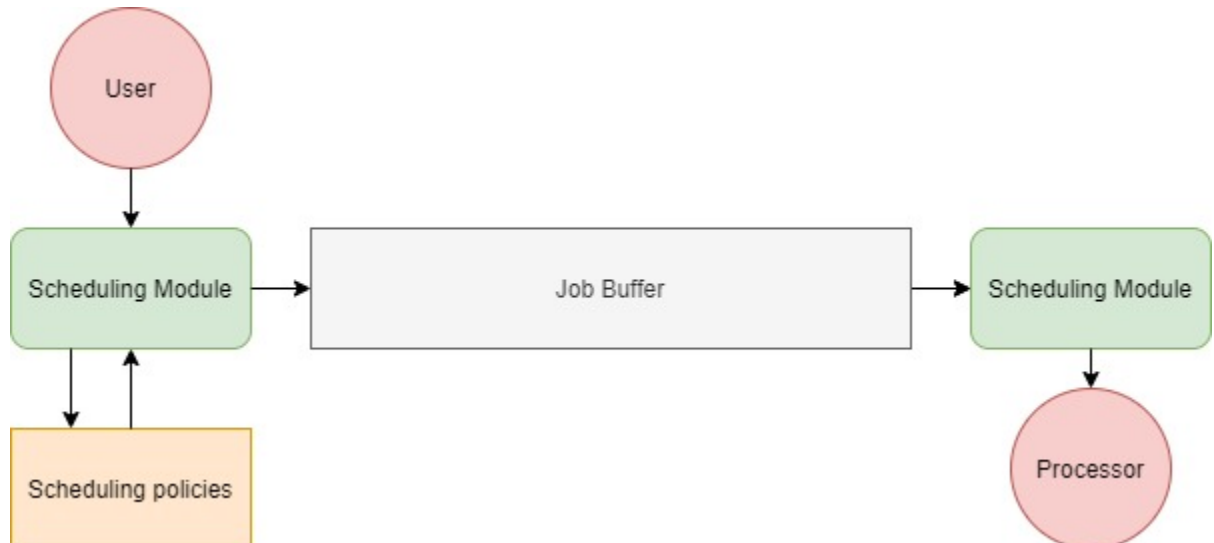 User
Scheduling Module
Job Buffer
Scheduling Module
Scheduling policies
Processor